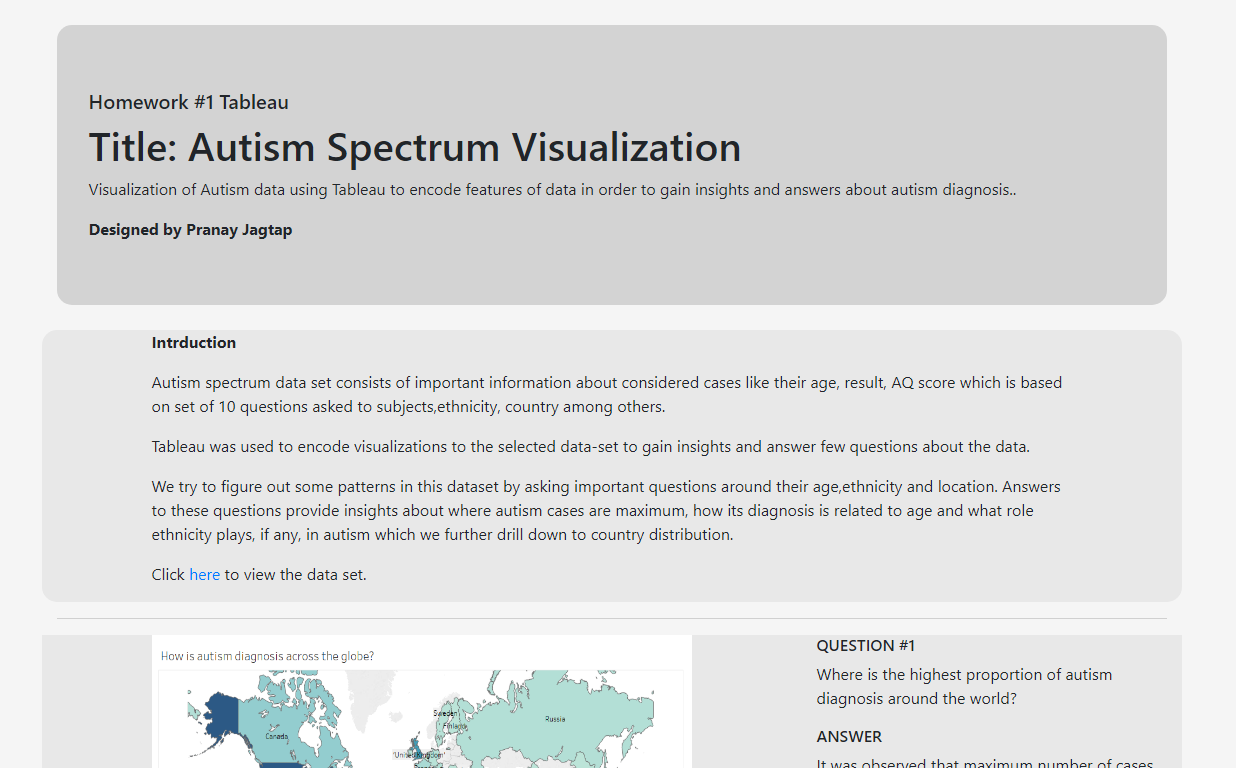 Homework #1 Tableau
Title: Autism Spectrum Visualization
Visualization of Autism data using Tableau to encode features of data in order to gain insights and answers about autism diagnosis..
Designed by Pranay Jagtap
Intrduction
Autism spectrum data set consists of important information about considered cases like their age, result, AQ score which is based
on set of 10 questions asked to subjects,ethnicity, country among others.
Tableau was used to encode visualizations to the selected data-set to gain insights and answer few questions about the data.
We try to figure out some patterns in this dataset by asking important questions around their age,ethnicity and location. Answers
to these questions provide insights about where autism cases are maximum, how its diagnosis is related to age and what role
ethnicity plays, if any, in autism which we further drill down to country distribution.
Click here to view the data set.
How is autism diagnosis across the globe?
Canada
Sweden
Finland
Russia
'United Kingdom'
QUESTION #1
Where is the highest proportion of autism
diagnosis around the world?
ANSWER
It was observed that maximum number of cases